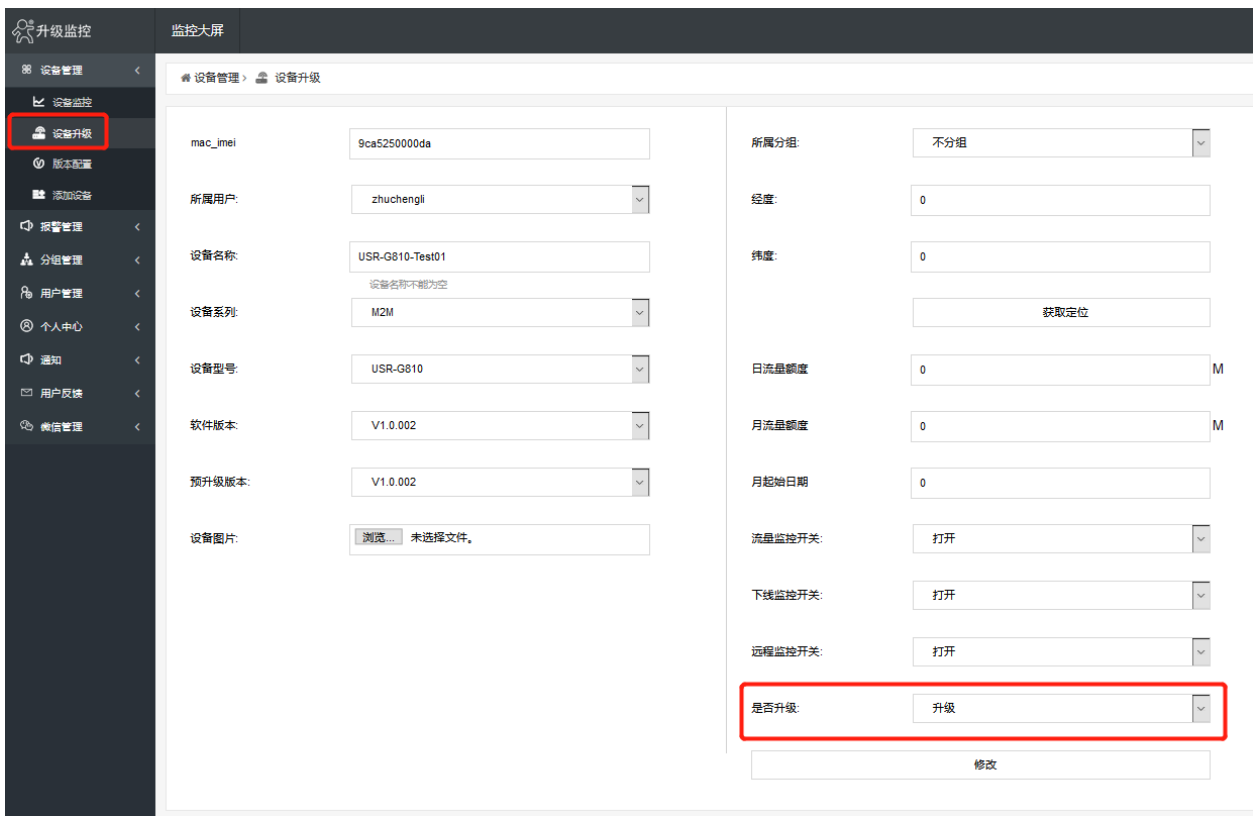 升级监控
监控大屏
设备管理
设备监控
设备升级
版本配置
添加设备
报警管理
分组管理
用户管理
个人中心
通知
用户反馈
微信管理
设备管理› 设备升级
mac_imei 9ca5250000da
所属用户: zhuchengli
设备名称: USR-G810-Test01
设备名称不能为空
设备系列: M2M
设备型号: USR-G810
软件版本: V1.0.002
预升级版本: V1.0.002
设备图片: 浏览... 未选择文件。
所属分组: 不分组
经度: 0
纬度: 0
获取定位
日流量额度 0 M
月流量额度 0 M
月起始日期 0
流量监控开关: 打开
下线监控开关: 打开
远程监控开关: 打开
是否升级: 升级
修改